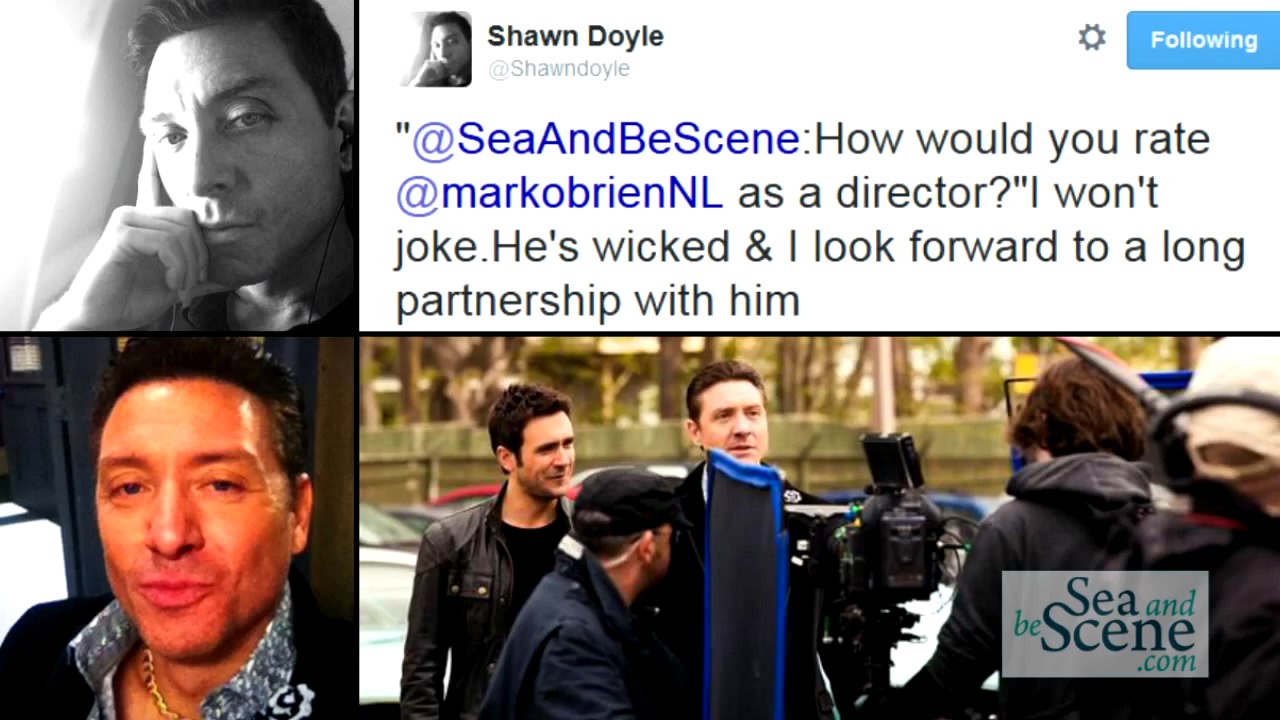 Shawn Doyle
@Shawndoyle
Following
"@SeaAndBeScene:How would you rate
@markobrienNL as a director?"I won't
joke.He's wicked & I look forward to a long
partnership with him
Sea and
be Scene
.com